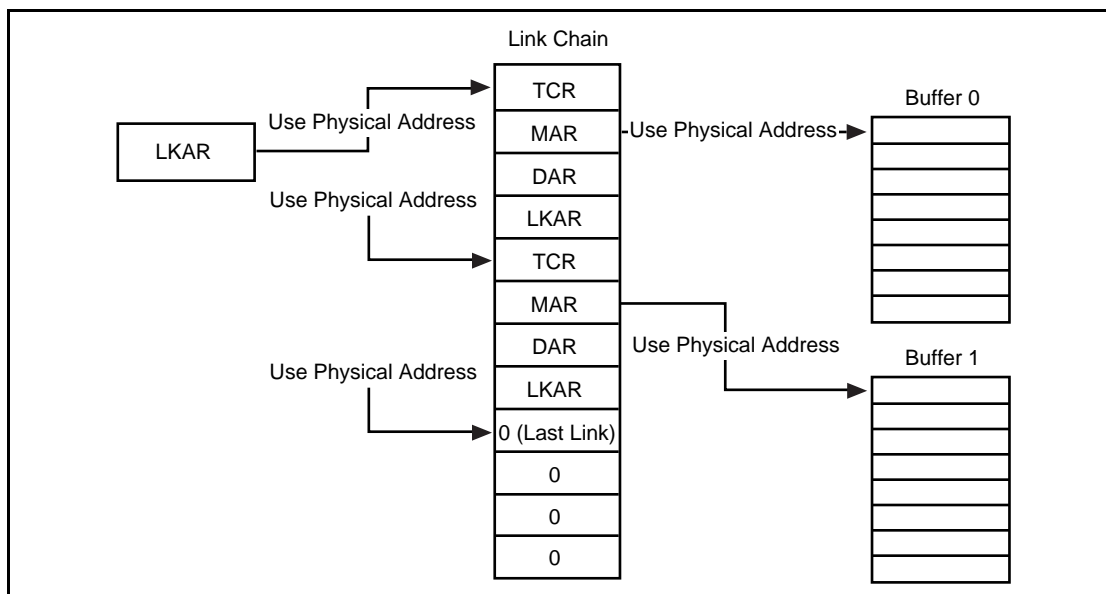 Link Chain
TCR
Buffer 0
Use Physical Address
MAR
Use Physical Address
LKAR
DAR
Use Physical Address
LKAR
TCR
MAR
DAR
Use Physical Address
Buffer 1
Use Physical Address
LKAR
0 (Last Link)
0
0
0